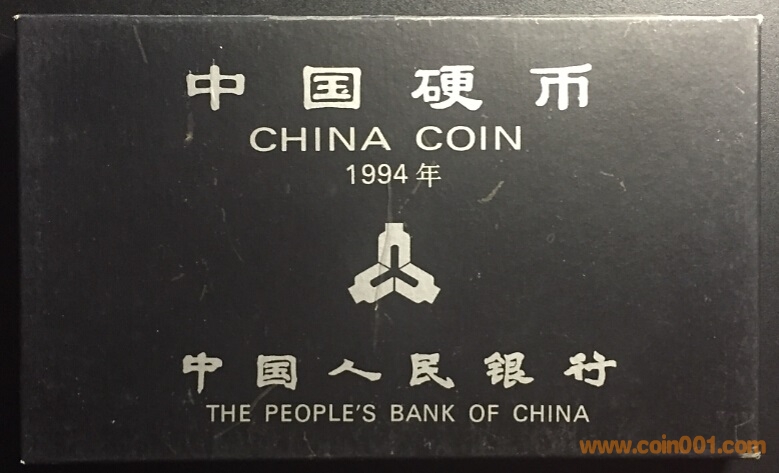 中国硬币
CHINA COIN
1994年
中国人民银行
THE PEOPLE'S BANK OF CHINA
www.coin001.com